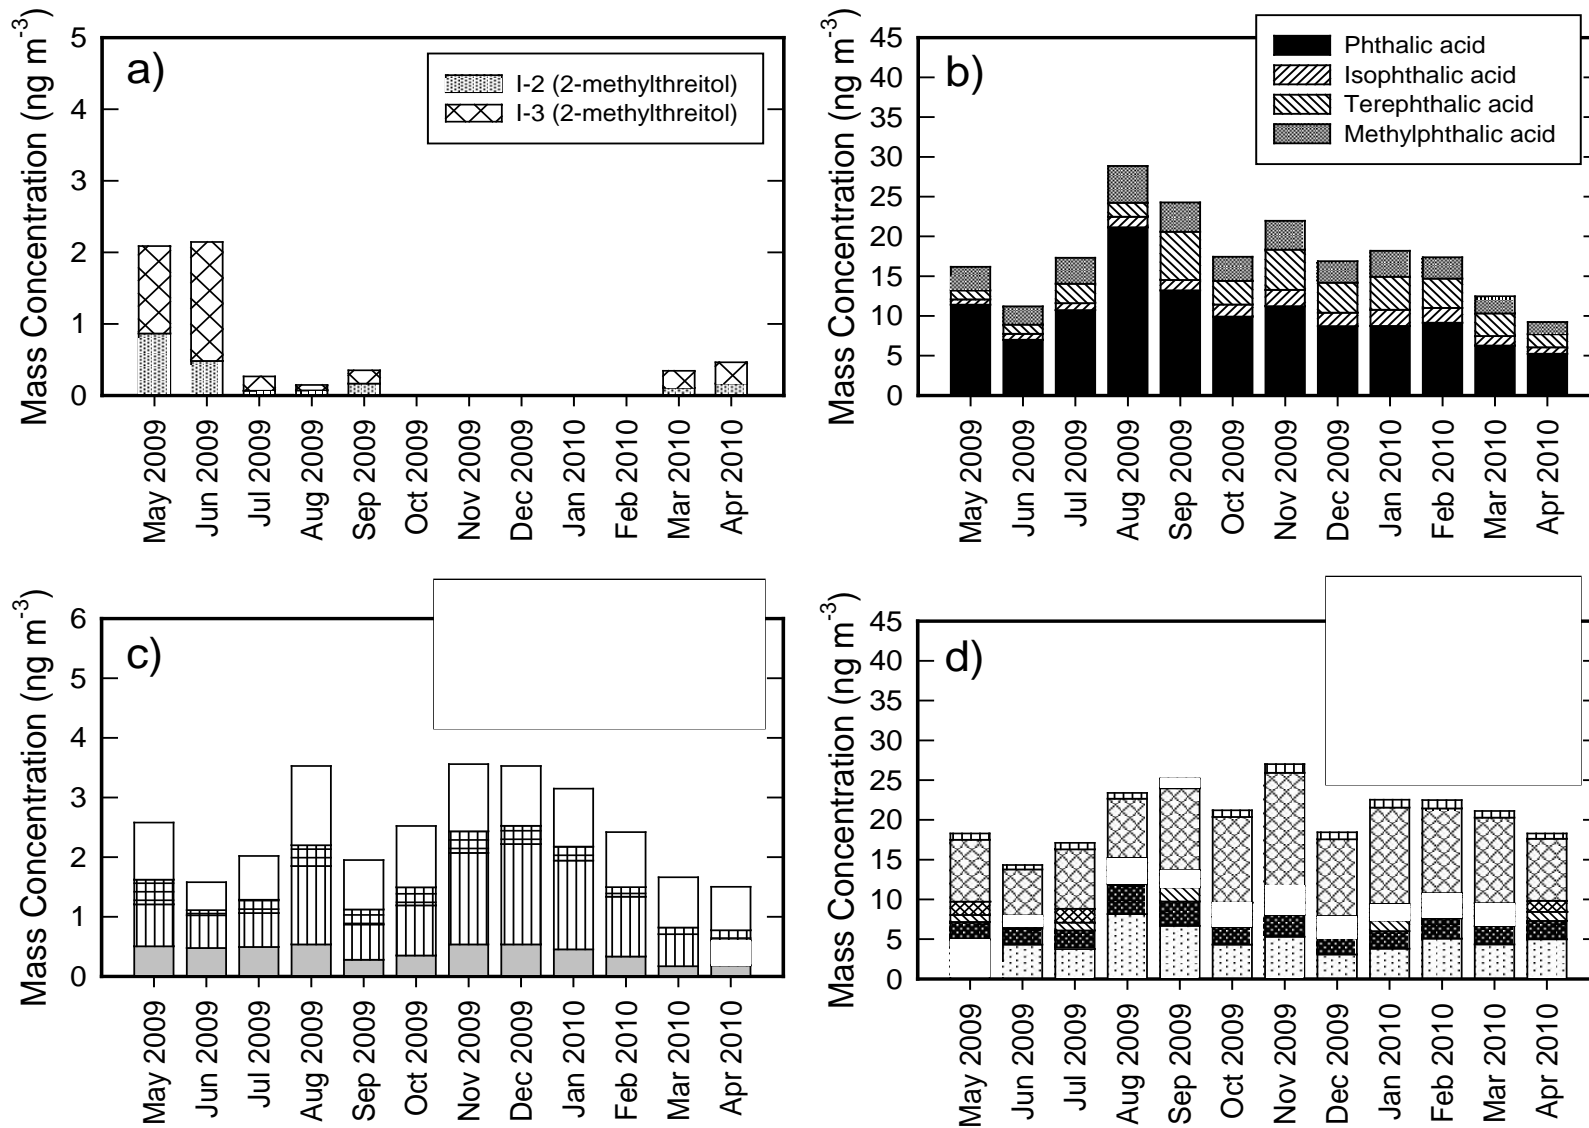 Mass Concentration (ng m-3)
5
4
3
2
1
0
a)
I-2 (2-methylthreitol)
I-3 (2-methylthreitol)
May 2009
Jun 2009
Jul 2009
Aug 2009
Sep 2009
Oct 2009
Nov 2009
Dec 2009
Jan 2010
Feb 2010
Mar 2010
Apr 2010
Mass Concentration (ng m-3)
45
40
35
30
25
20
15
10
5
0
b)
Phthalic acid
Isophthalic acid
Terephthalic acid
Methylphthalic acid
May 2009
Jun 2009
Jul 2009
Aug 2009
Sep 2009
Oct 2009
Nov 2009
Dec 2009
Jan 2010
Feb 2010
Mar 2010
Apr 2010
Mass Concentration (ng m-3)
6
5
4
3
2
1
0
c)
May 2009
Jun 2009
Jul 2009
Aug 2009
Sep 2009
Oct 2009
Nov 2009
Dec 2009
Jan 2010
Feb 2010
Mar 2010
Apr 2010
Mass Concentration (ng m-3)
45
40
35
30
25
20
15
10
5
0
d)
May 2009
Jun 2009
Jul 2009
Aug 2009
Sep 2009
Oct 2009
Nov 2009
Dec 2009
Jan 2010
Feb 2010
Mar 2010
Apr 2010